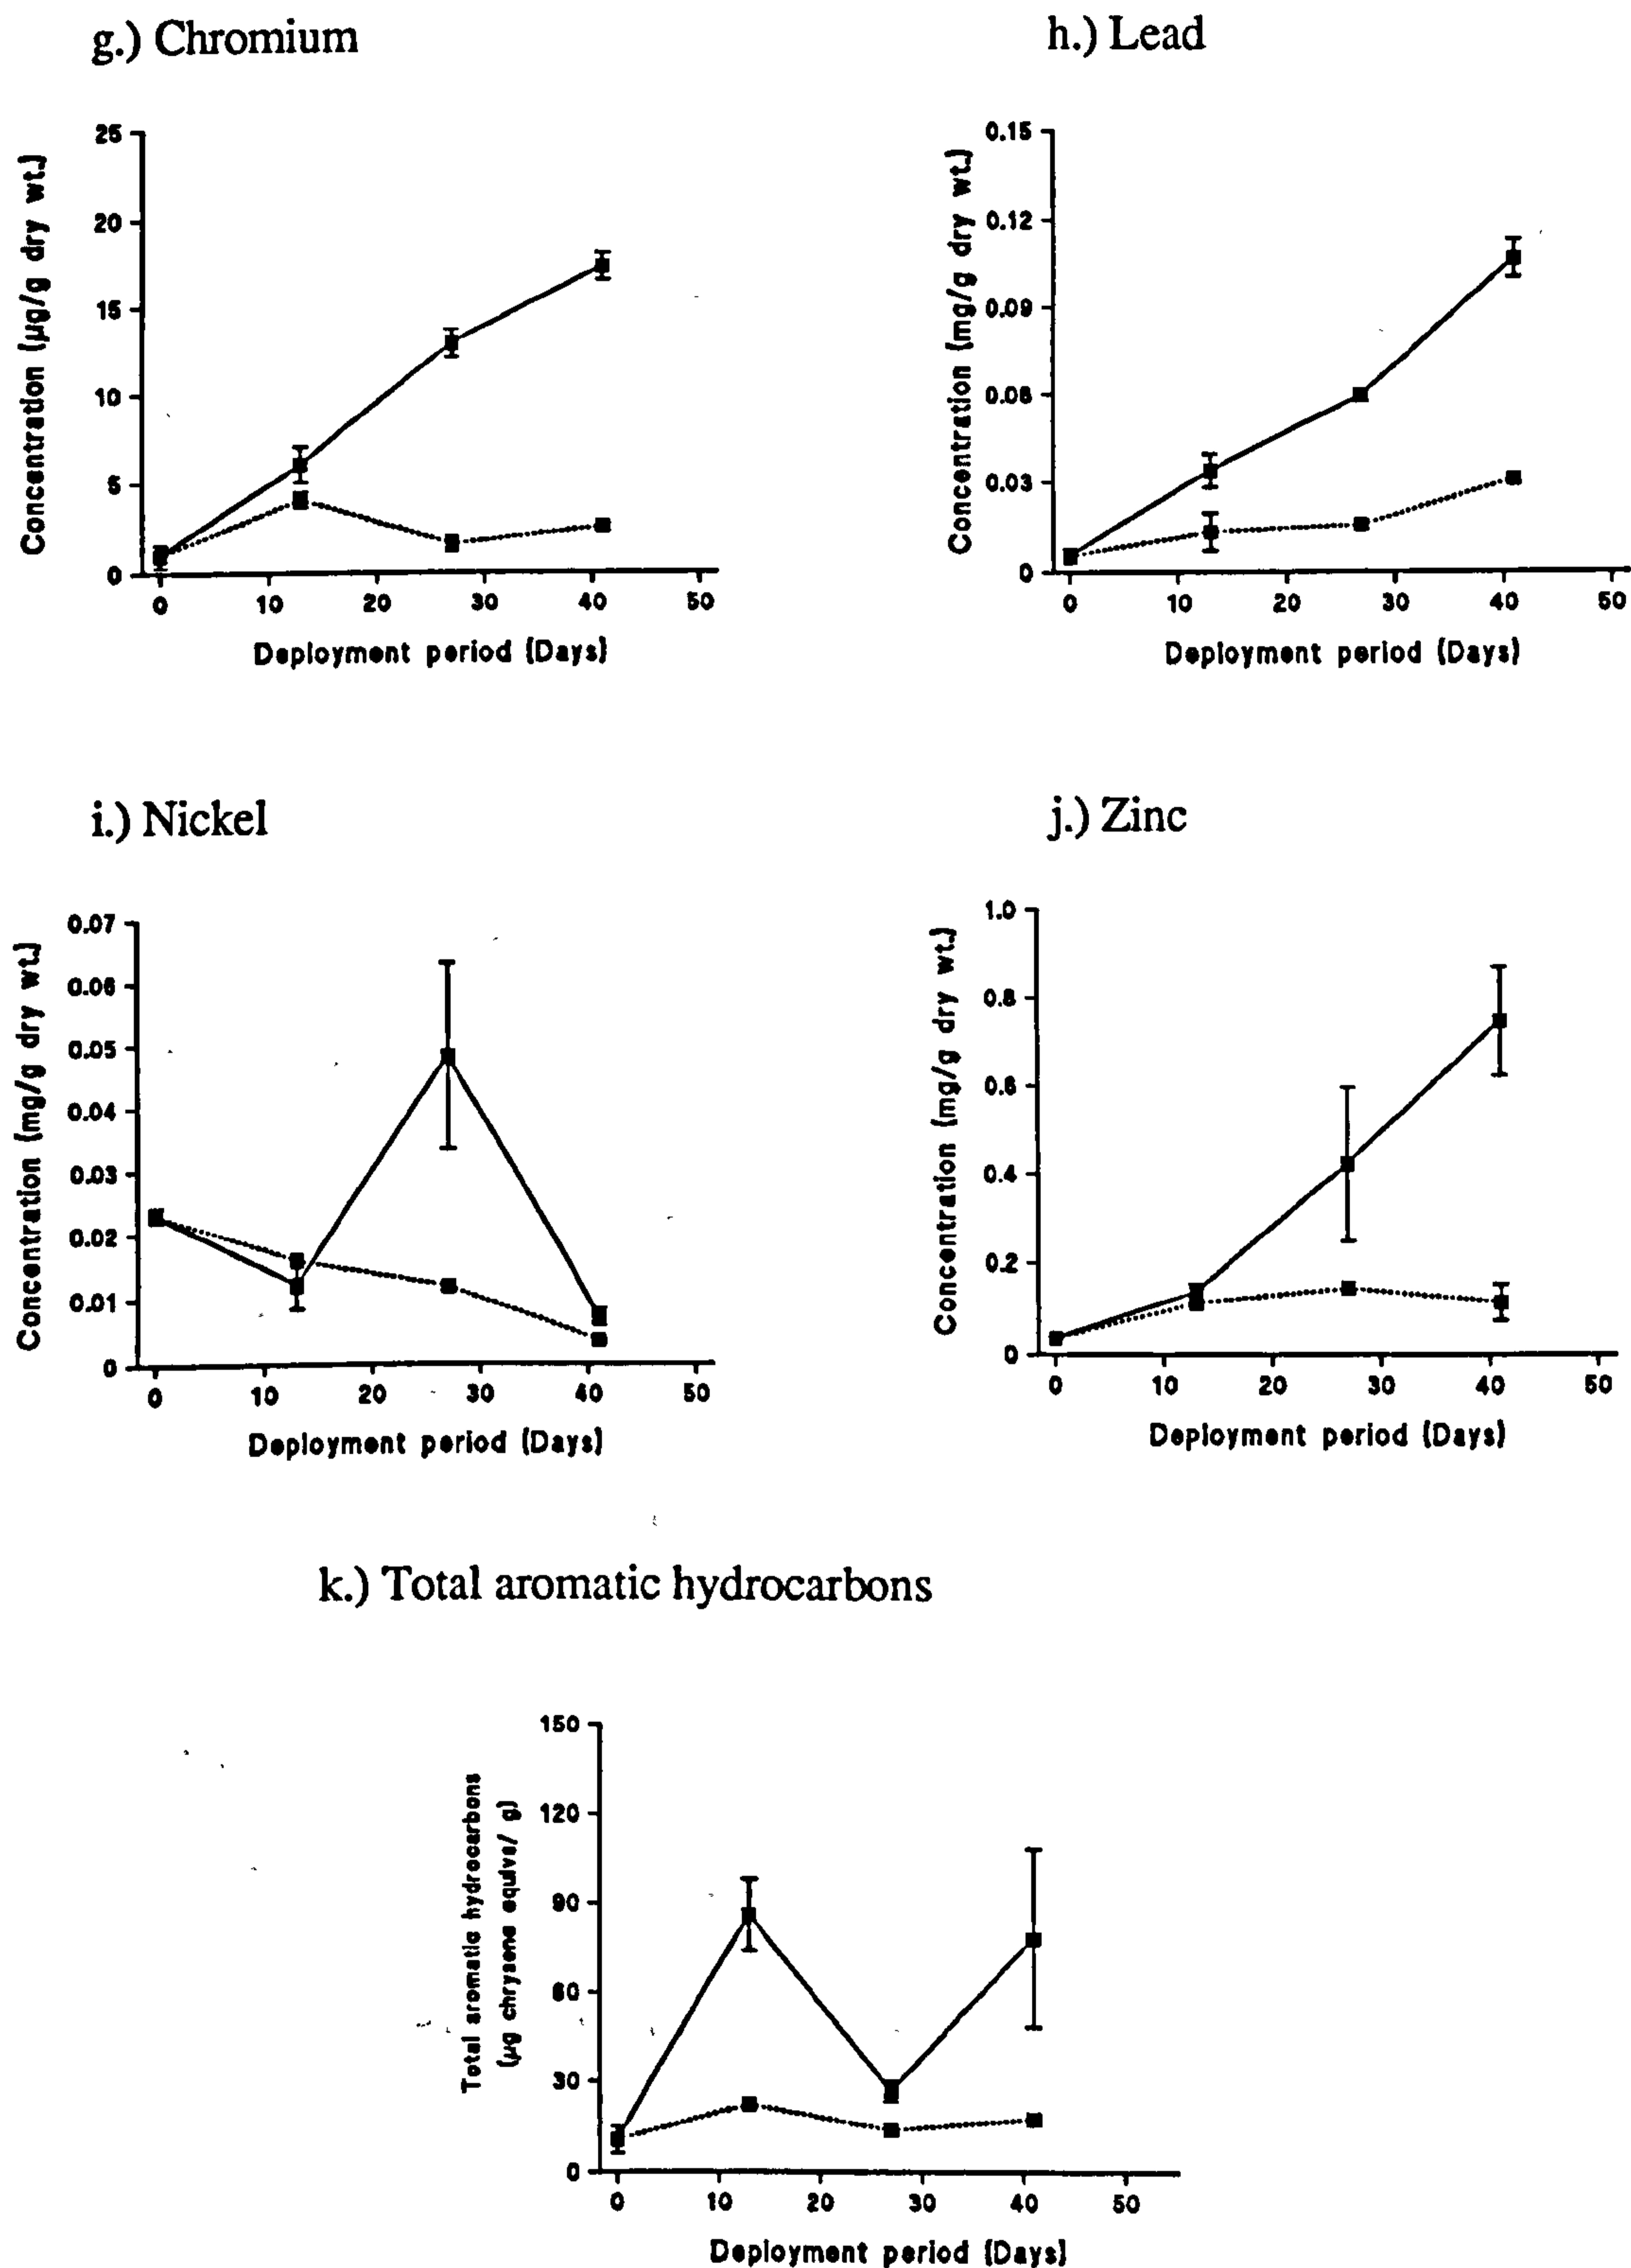 g.) Chromium
25
20
15
10
5
0
Concentration (µg/g dry wt.)
0 10 20 30 40 50
Deployment period (Days)
h.) Lead
0.15
0.12
0.09
0.06
0.03
0
Concentration (mg/g dry wt.)
0 10 20 30 40 50
Deployment period (Days)
i.) Nickel
0.07
0.06
0.05
0.04
0.03
0.02
0.01
0
Concentration (mg/g dry wt.)
0 10 20 30 40 50
Deployment period (Days)
j.) Zinc
1.0
0.8
0.6
0.4
0.2
0
Concentration (mg/g dry wt.)
0 10 20 30 40 50
Deployment period (Days)
k.) Total aromatic hydrocarbons
150
120
90
60
30
0
Total aromatic hydrocarbons
(µg chrysene equivs/ g)
0 10 20 30 40 50
Deployment period (Days)